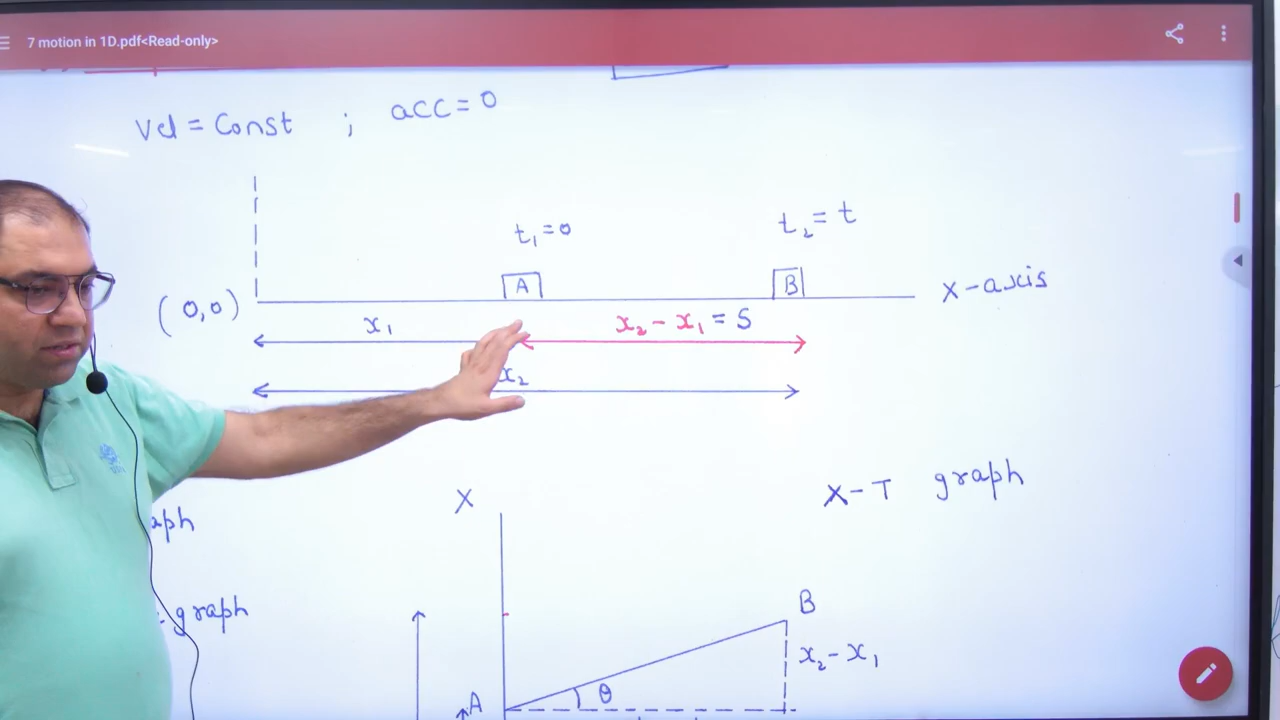 7 motion in 1D.pdf<Read-only>
Vel = Const ; acc = 0
t₁ = 0
t₂ = t
A
B
(0,0)
x-axis
x₁
x₂ - x₁ = S
x₂
X
X-T graph
aph
graph
B
x₂ - x₁
θ
A